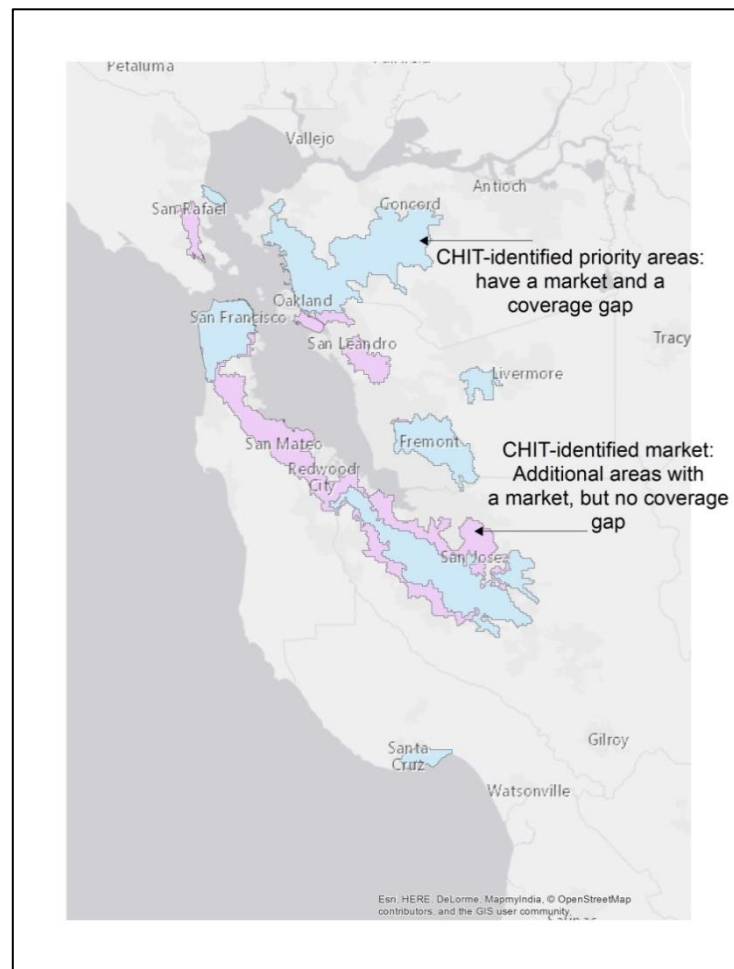 Petaluma
Vallejo
Antioch
San Rafael
Concord
CHIT-identified priority areas:
have a market and a
coverage gap
Oakland
San Francisco
San Leandro
Tracy
Livermore
Fremont
CHIT-identified market:
Additional areas with
a market, but no coverage
gap
San Mateo
Redwood
City
San Jose
Gilroy
Santa
Cruz
Watsonville
Esri, HERE, DeLorme, MapmyIndia, © OpenStreetMap
contributors, and the GIS user community